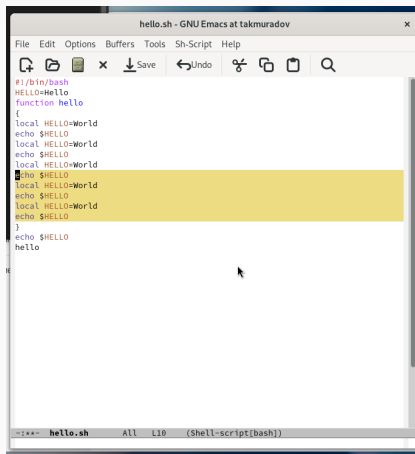 hello.sh - GNU Emacs at takmuradov ×
File Edit Options Buffers Tools Sh-Script Help
Save Undo
#!/bin/bash
HELLO=Hello
function hello
{
local HELLO=World
echo $HELLO
local HELLO=World
echo $HELLO
local HELLO=World
echo $HELLO
local HELLO=World
echo $HELLO
local HELLO=World
echo $HELLO
}
echo $HELLO
hello
-:**- hello.sh All L10 (Shell-script[bash])